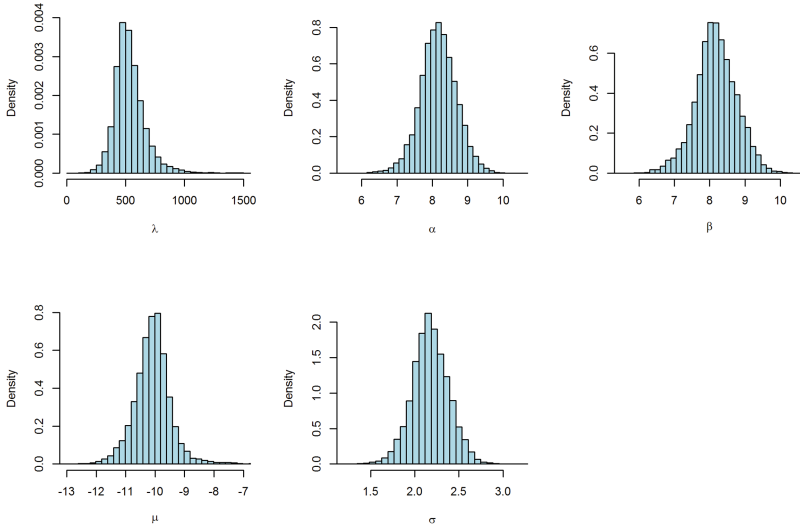 Density
0.000 0.001 0.002 0.003 0.004
0 500 1000 1500
λ
Density
0.0 0.2 0.4 0.6 0.8
6 7 8 9 10
α
Density
0.0 0.2 0.4 0.6
6 7 8 9 10
β
Density
0.0 0.2 0.4 0.6 0.8
-13 -12 -11 -10 -9 -8 -7
μ
Density
0.0 0.5 1.0 1.5 2.0
1.5 2.0 2.5 3.0
σ